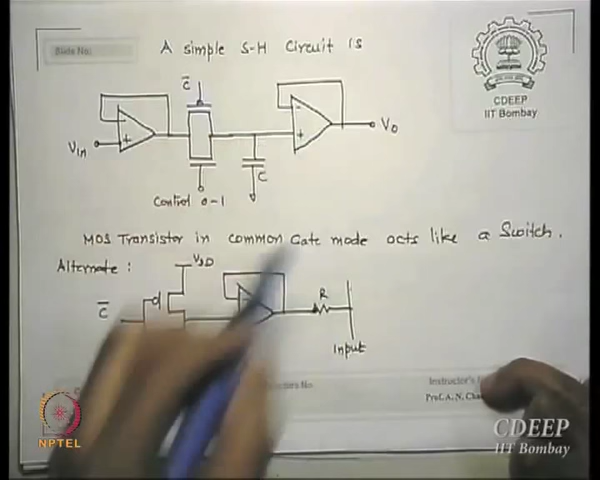 Slide No:
A simple S-H Circuit is
CDEEP
IIT Bombay
C̅
Vin
Vo
C
Control 0-1
MOS Transistor in common Gate mode acts like a Switch.
Alternate :
VDD
C̅
R
Input
Instructor's
Prof. A. N.
NPTEL
CDEEP
IIT Bombay